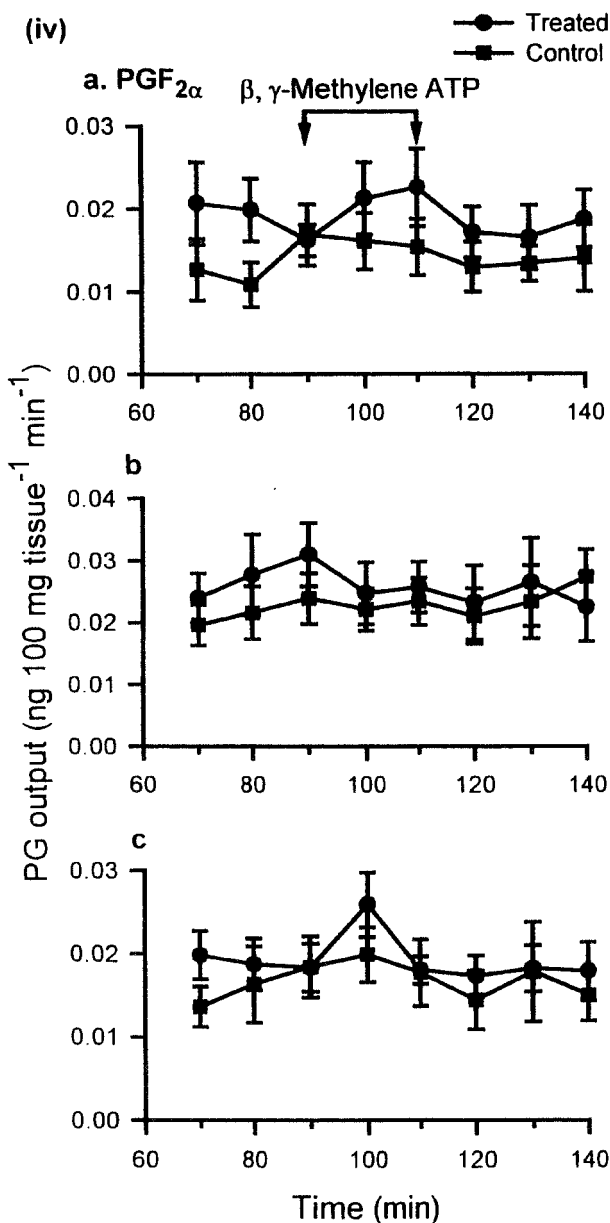 (iv)
Treated
Control
a. PGF2α
β, γ-Methylene ATP
0.03
0.02
0.01
0.00
60 80 100 120 140
b
0.04
0.03
0.02
0.01
0.00
60 80 100 120 140
c
0.03
0.02
0.01
0.00
60 80 100 120 140
PG output (ng 100 mg tissue⁻¹ min⁻¹)
Time (min)